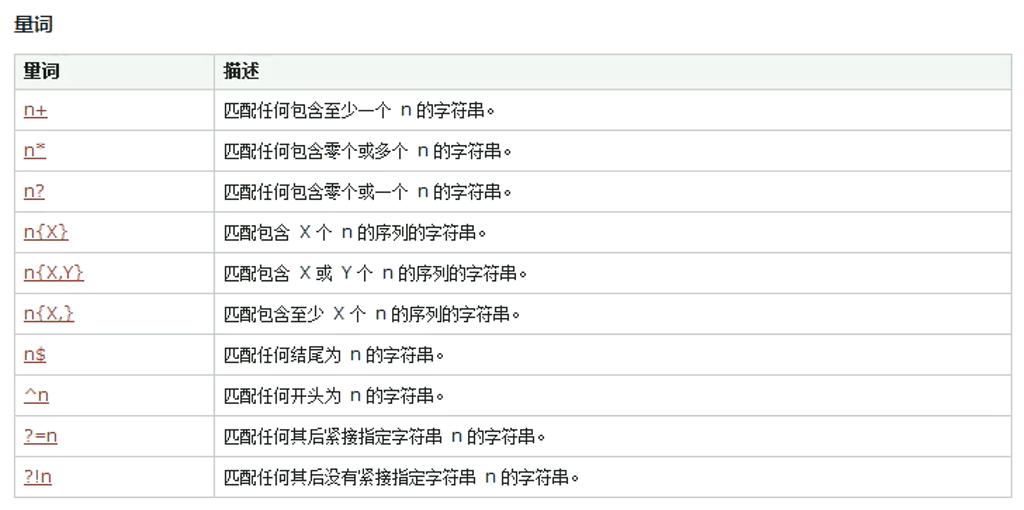 量词
量词 描述
n+ 匹配任何包含至少一个 n 的字符串。
n* 匹配任何包含零个或多个 n 的字符串。
n? 匹配任何包含零个或一个 n 的字符串。
n{X} 匹配包含 X 个 n 的序列的字符串。
n{X,Y} 匹配包含 X 或 Y 个 n 的序列的字符串。
n{X,} 匹配包含至少 X 个 n 的序列的字符串。
n$ 匹配任何结尾为 n 的字符串。
^n 匹配任何开头为 n 的字符串。
?=n 匹配任何其后紧接指定字符串 n 的字符串。
?!n 匹配任何其后没有紧接指定字符串 n 的字符串。